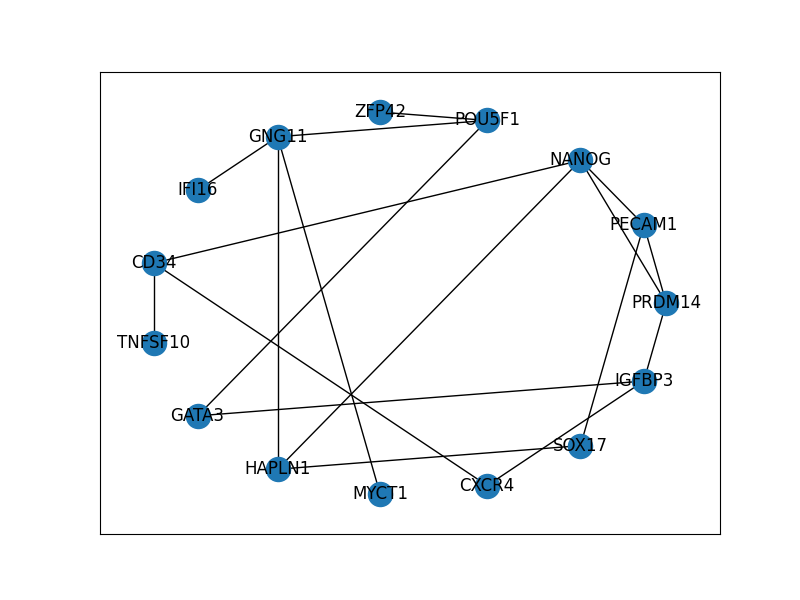 ZFP42
POU5F1
GNG11
NANOG
IFI16
PECAM1
CD34
PRDM14
TNFSF10
IGFBP3
GATA3
SOX17
HAPLN1
CXCR4
MYCT1